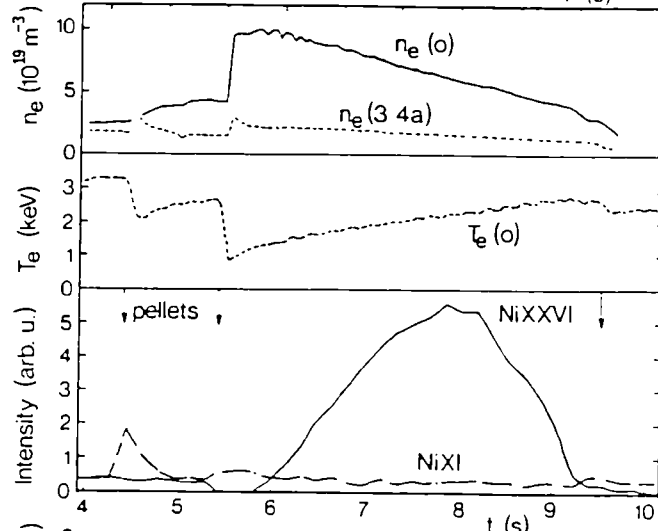 n_e (10^19 m^-3)
10
5
0
n_e (o)
n_e (3 4a)
T_e (keV)
3
2
1
0
T_e (o)
Intensity (arb. u.)
5
4
3
2
1
0
pellets
NiXXVI
NiXI
4 5 6 7 8 9 10
t (s)